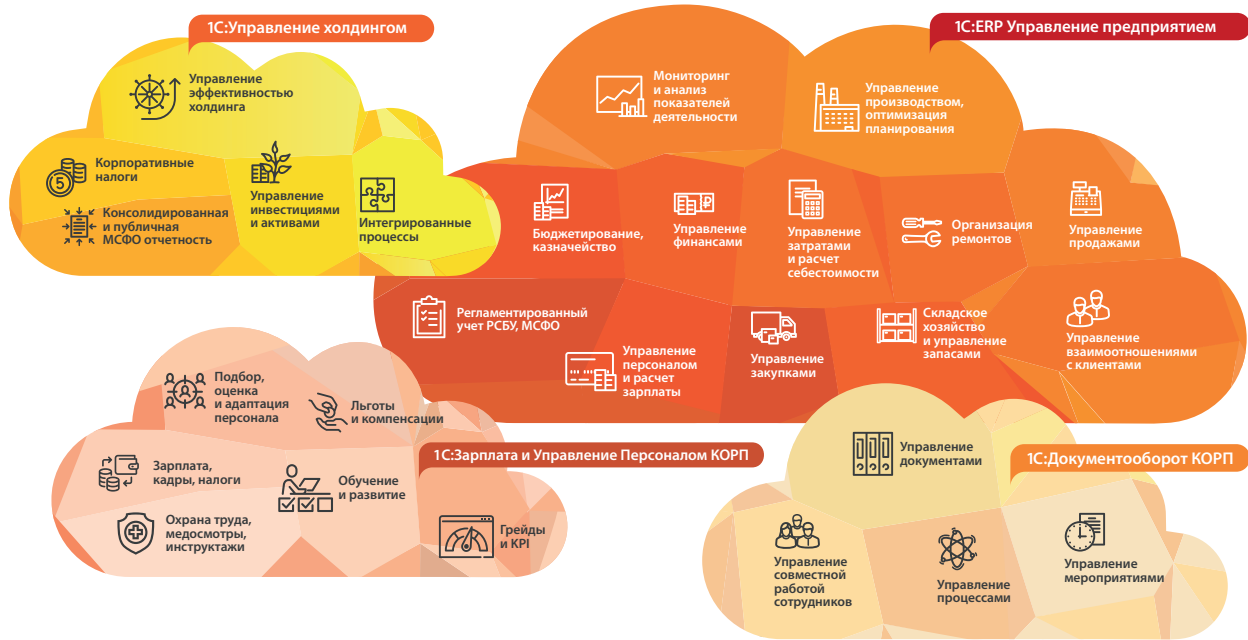 1С:Управление холдингом
Управление
эффективностью
холдинга
Корпоративные
налоги
5
Консолидированная
и публичная
МСФО отчетность
Управление
инвестициями
и активами
Интегрированные
процессы
1С:ERP Управление предприятием
Мониторинг
и анализ
показателей
деятельности
Управление
производством,
оптимизация
планирования
Бюджетирование,
казначейство
₽
Управление
финансами
Управление
затратами
и расчет
себестоимости
Организация
ремонтов
Управление
продажами
Регламентированный
учет РСБУ, МСФО
Управление
персоналом
и расчет
зарплаты
Управление
закупками
Складское
хозяйство
и управление
запасами
Управление
взаимоотношениями
с клиентами
1С:Зарплата и Управление Персоналом КОРП
Подбор,
оценка
и адаптация
персонала
Льготы
и компенсации
Зарплата,
кадры, налоги
Обучение
и развитие
Охрана труда,
медосмотры,
инструктажи
Грейды
и KPI
1С:Документооборот КОРП
Управление
документами
Управление
совместной
работой
сотрудников
Управление
процессами
Управление
мероприятиями